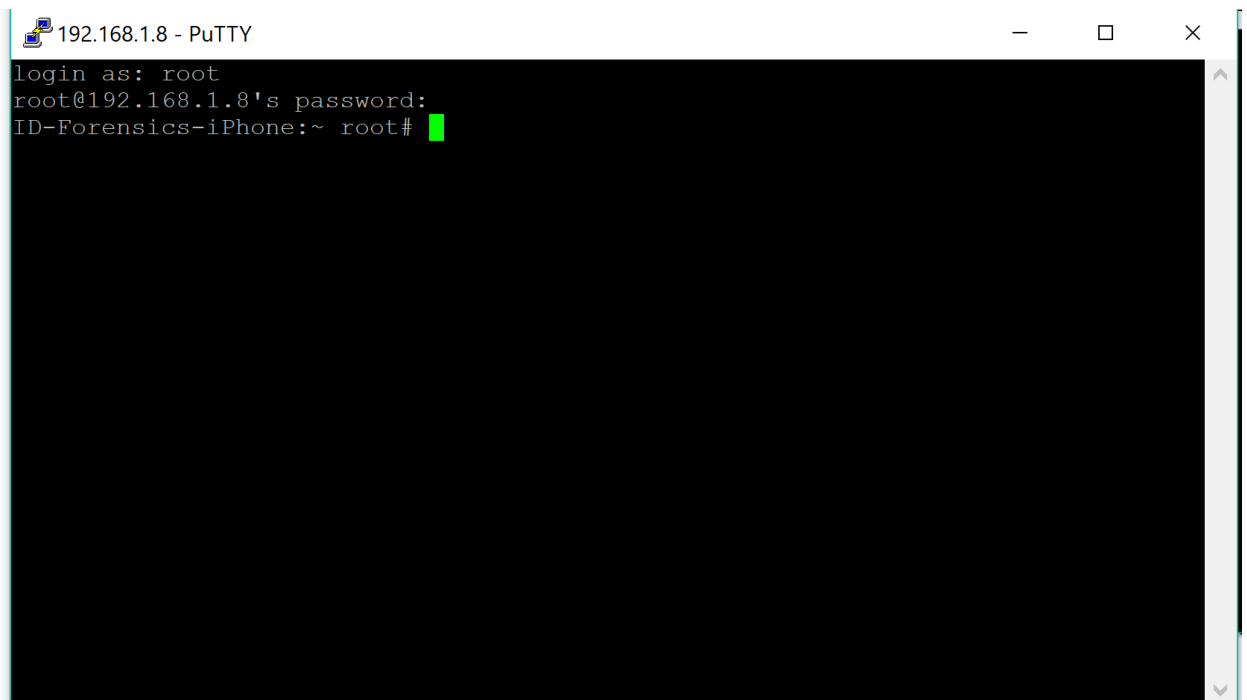 192.168.1.8 - PuTTY
login as: root
root@192.168.1.8's password:
ID-Forensics-iPhone:~ root#